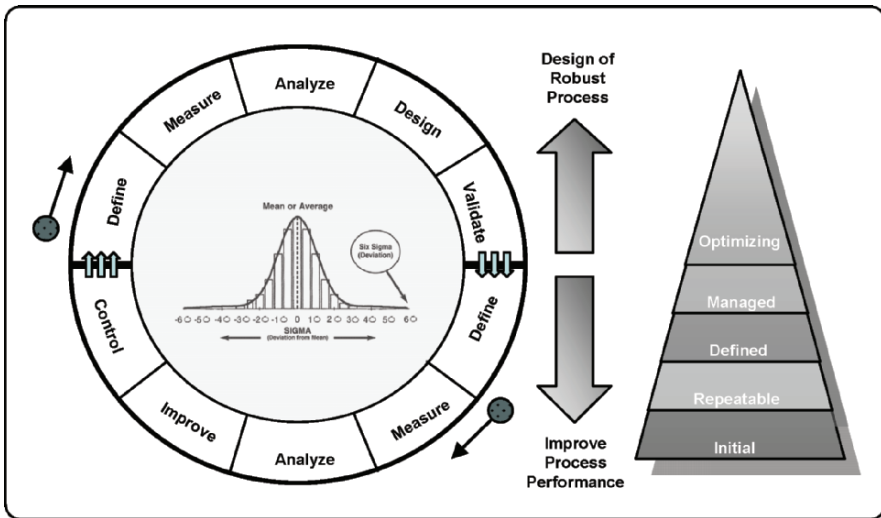 Define
Measure
Analyze
Design
Validate
Define
Measure
Analyze
Improve
Control
Mean or Average
Six Sigma
(Deviation)
SIGMA
(Deviation from Mean)
Design of
Robust
Process
Improve
Process
Performance
Optimizing
Managed
Defined
Repeatable
Initial